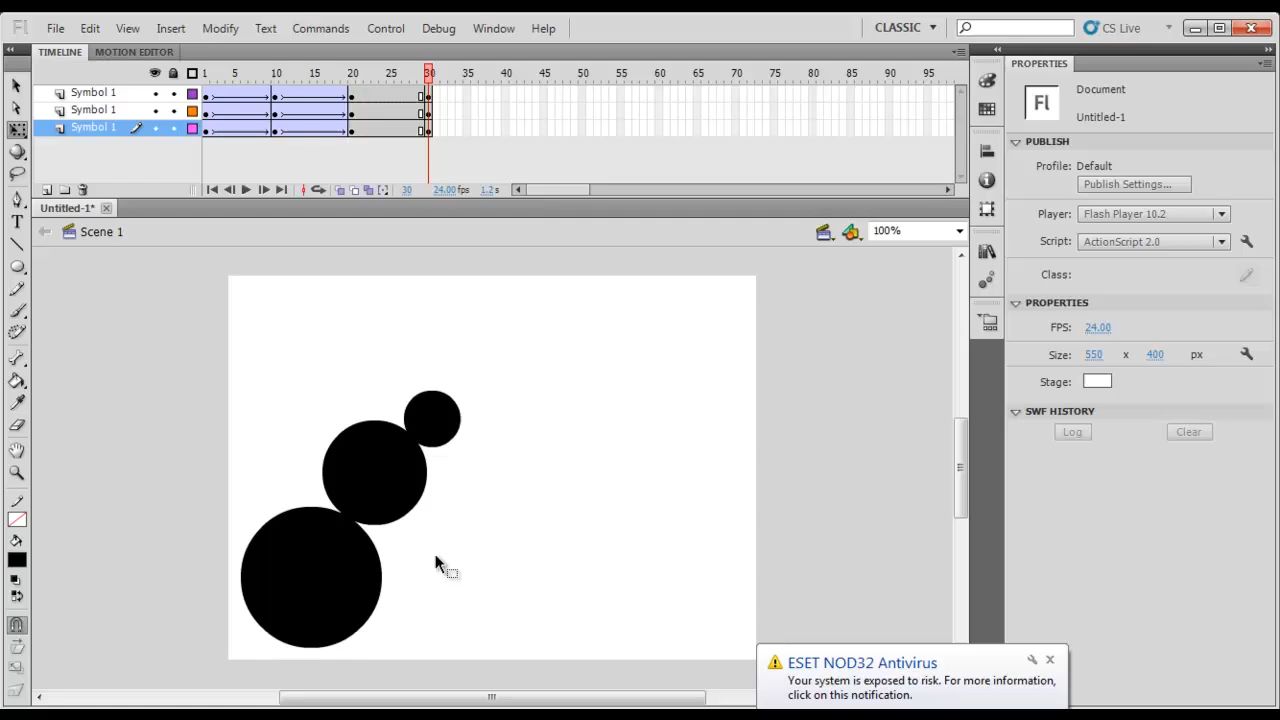 Fl File Edit View Insert Modify Text Commands Control Debug Window Help CLASSIC CS Live
TIMELINE MOTION EDITOR
1 5 10 15 20 25 30 35 40 45 50 55 60 65 70 75 80 85 90 95
Symbol 1
Symbol 1
Symbol 1
30 24.00 fps 1.2 s
Untitled-1*
Scene 1
100%
PROPERTIES
Fl
Document
Untitled-1
PUBLISH
Profile: Default
Publish Settings...
Player: Flash Player 10.2
Script: ActionScript 2.0
Class:
PROPERTIES
FPS: 24.00
Size: 550 x 400 px
Stage:
SWF HISTORY
Log Clear
ESET NOD32 Antivirus
Your system is exposed to risk. For more information,
click on this notification.